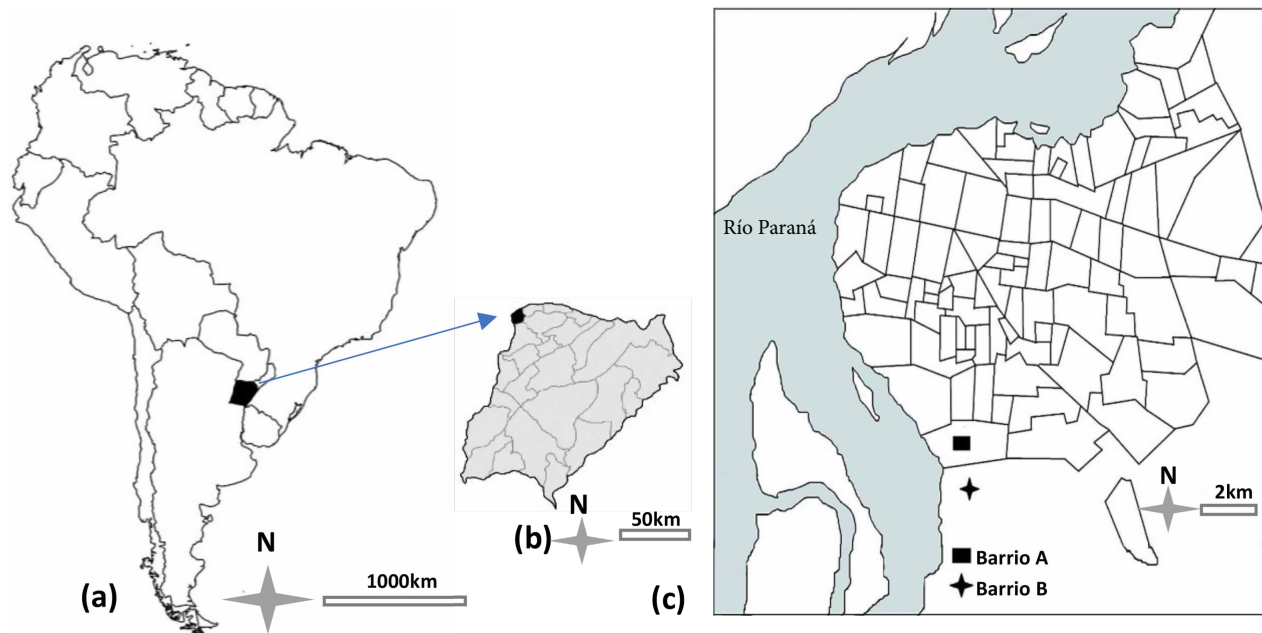 N
1000km
(a)
N
50km
(b)
Río Paraná
N
2km
Barrio A
Barrio B
(c)